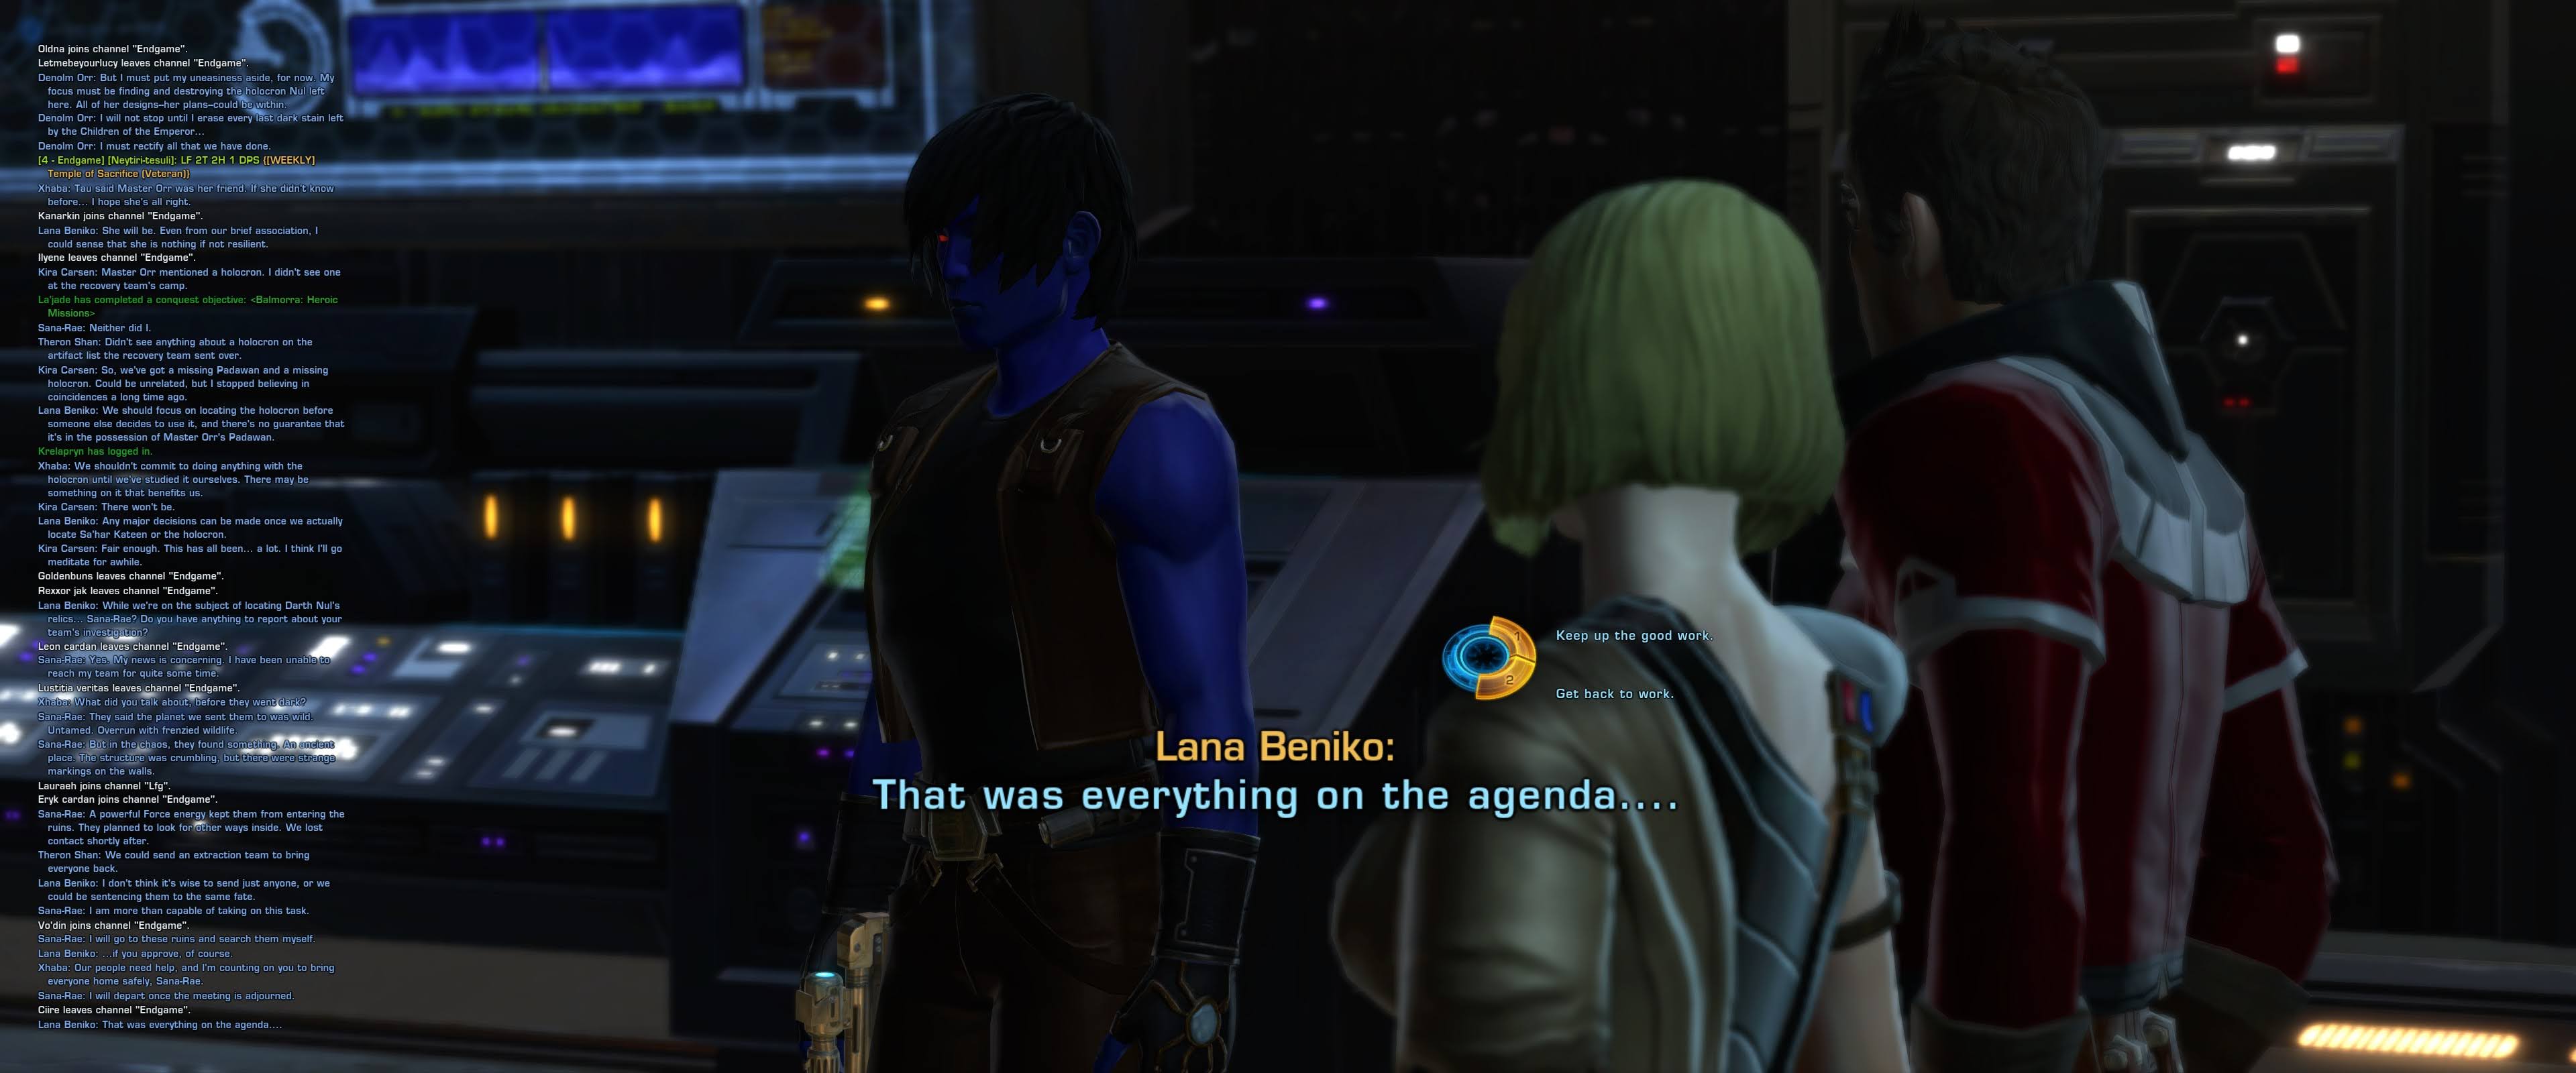 Oldna joins channel "Endgame".
Letmebeyourlucy leaves channel "Endgame".
Denolm Orr: But I must put my uneasiness aside, for now. My
focus must be finding and destroying the holocron Nul left
here. All of her designs—her plans—could be within.
Denolm Orr: I will not stop until I erase every last dark stain left
by the Children of the Emperor...
Denolm Orr: I must rectify all that we have done.
[4 - Endgame] [Neytiri-tesuli]: LF 2T 2H 1 DPS ([WEEKLY]
Temple of Sacrifice (Veteran))
Xhaba: Tau said Master Orr was her friend. If she didn't know
before... I hope she's all right.
Kanarkin joins channel "Endgame".
Lana Beniko: She will be. Even from our brief association, I
could sense that she is nothing if not resilient.
Ilyene leaves channel "Endgame".
Kira Carsen: Master Orr mentioned a holocron. I didn't see one
at the recovery team's camp.
La'jade has completed a conquest objective: <Balmorra: Heroic
Missions>
Sana-Rae: Neither did I.
Theron Shan: Didn't see anything about a holocron on the
artifact list the recovery team sent over.
Kira Carsen: So, we've got a missing Padawan and a missing
holocron. Could be unrelated, but I stopped believing in
coincidences a long time ago.
Lana Beniko: We should focus on locating the holocron before
someone else decides to use it, and there's no guarantee that
it's in the possession of Master Orr's Padawan.
Krelapryn has logged in.
Xhaba: We shouldn't commit to doing anything with the
holocron until we've studied it ourselves. There may be
something on it that benefits us.
Kira Carsen: There won't be.
Lana Beniko: Any major decisions can be made once we actually
locate Sa'har Kateen or the holocron.
Kira Carsen: Fair enough. This has all been... a lot. I think I'll go
meditate for awhile.
Goldenbuns leaves channel "Endgame".
Rexxor jak leaves channel "Endgame".
Lana Beniko: While we're on the subject of locating Darth Nul's
relics... Sana-Rae? Do you have anything to report about your
team's investigation?
Leon cardan leaves channel "Endgame".
Sana-Rae: Yes. My news is concerning. I have been unable to
reach my team for quite some time.
Lustitia veritas leaves channel "Endgame".
Xhaba: What did you talk about, before they went dark?
Sana-Rae: They said the planet we sent them to was wild.
Untamed. Overrun with frenzied wildlife.
Sana-Rae: But in the chaos, they found something. An ancient
place. The structure was crumbling, but there were strange
markings on the walls.
Lauraeh joins channel "Lfg".
Eryk cardan joins channel "Endgame".
Sana-Rae: A powerful Force energy kept them from entering the
ruins. They planned to look for other ways inside. We lost
contact shortly after.
Theron Shan: We could send an extraction team to bring
everyone back.
Lana Beniko: I don't think it's wise to send just anyone, or we
could be sentencing them to the same fate.
Sana-Rae: I am more than capable of taking on this task.
Vo'din joins channel "Endgame".
Sana-Rae: I will go to these ruins and search them myself.
Lana Beniko: ...if you approve, of course.
Xhaba: Our people need help, and I'm counting on you to bring
everyone home safely, Sana-Rae.
Sana-Rae: I will depart once the meeting is adjourned.
Ciire leaves channel "Endgame".
Lana Beniko: That was everything on the agenda....
1 Keep up the good work.
2 Get back to work.
Lana Beniko:
That was everything on the agenda....